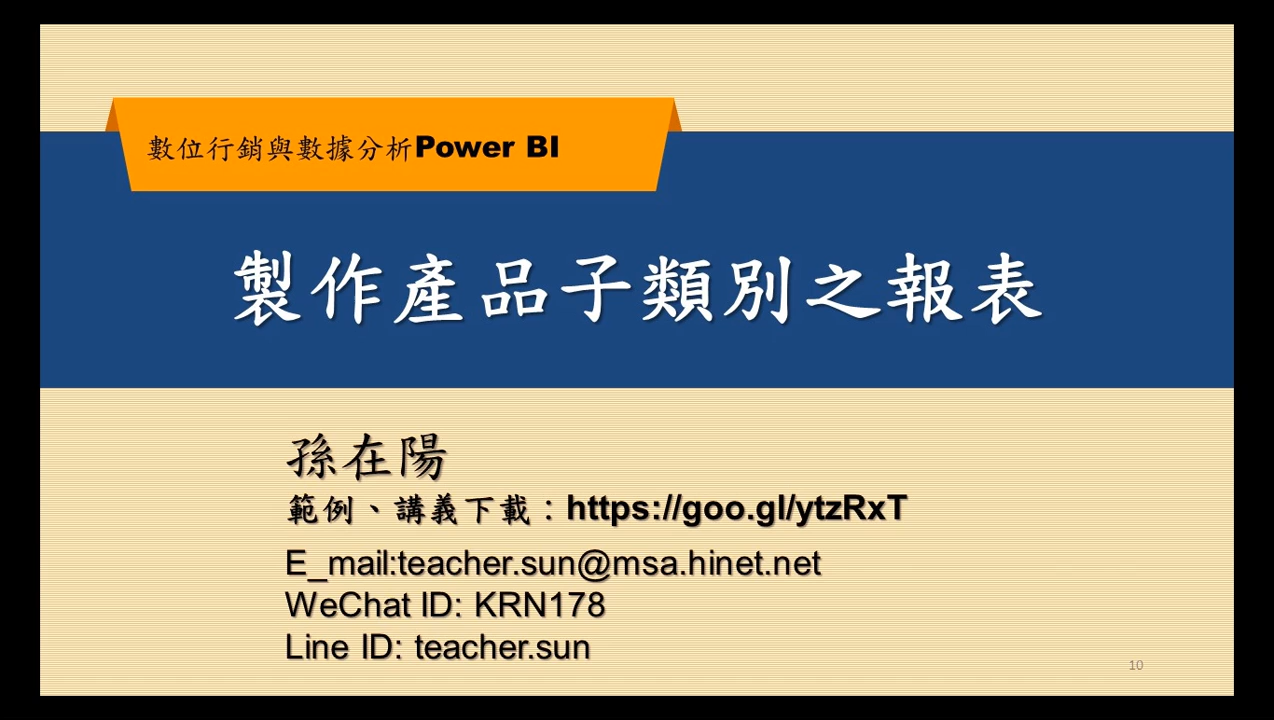 數位行銷與數據分析Power BI
製作產品子類別之報表
孫在陽
範例、講義下載：https://goo.gl/ytzRxT
E_mail:teacher.sun@msa.hinet.net
WeChat ID: KRN178
Line ID: teacher.sun
10